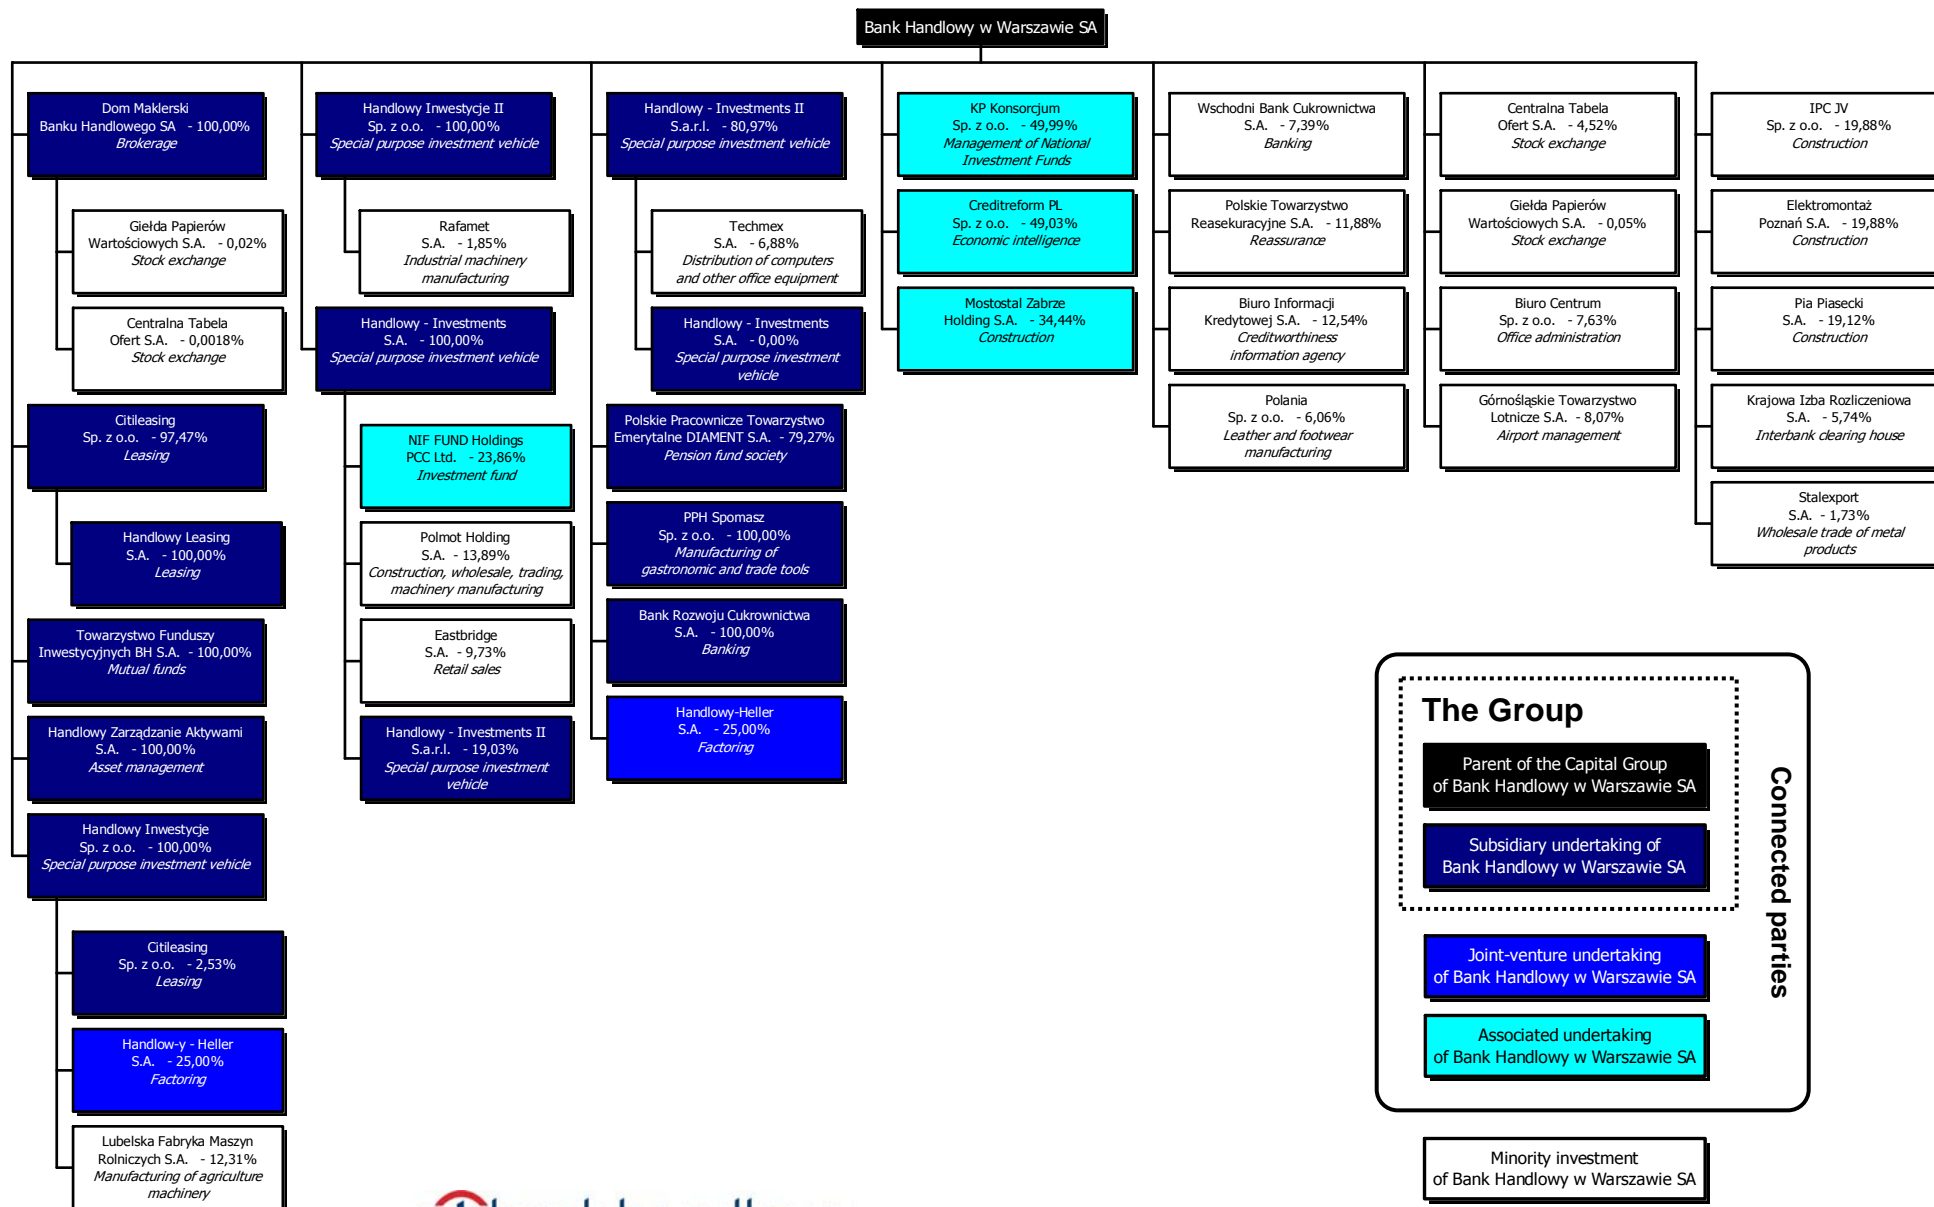 Bank Handlowy w Warszawie SA
Dom Maklerski
Banku Handlowego SA - 100,00%
Brokerage
Giełda Papierów
Wartościowych S.A. - 0,02%
Stock exchange
Centralna Tabela
Ofert S.A. - 0,0018%
Stock exchange
Citileasing
Sp. z o.o. - 97,47%
Leasing
Handlowy Leasing
S.A. - 100,00%
Leasing
Towarzystwo Funduszy
Inwestycyjnych BH S.A. - 100,00%
Mutual funds
Handlowy Zarządzanie Aktywami
S.A. - 100,00%
Asset management
Handlowy Inwestycje
Sp. z o.o. - 100,00%
Special purpose investment vehicle
Citileasing
Sp. z o.o. - 2,53%
Leasing
Handlow-y - Heller
S.A. - 25,00%
Factoring
Lubelska Fabryka Maszyn
Rolniczych S.A. - 12,31%
Manufacturing of agriculture
machinery
Handlowy Inwestycje II
Sp. z o.o. - 100,00%
Special purpose investment vehicle
Rafamet
S.A. - 1,85%
Industrial machinery
manufacturing
Handlowy - Investments
S.A. - 100,00%
Special purpose investment vehicle
NIF FUND Holdings
PCC Ltd. - 23,86%
Investment fund
Polmot Holding
S.A. - 13,89%
Construction, wholesale, trading,
machinery manufacturing
Eastbridge
S.A. - 9,73%
Retail sales
Handlowy - Investments II
S.a.r.l. - 19,03%
Special purpose investment
vehicle
Handlowy - Investments II
S.a.r.l. - 80,97%
Special purpose investment vehicle
Techmex
S.A. - 6,88%
Distribution of computers
and other office equipment
Handlowy - Investments
S.A. - 0,00%
Special purpose investment
vehicle
Polskie Pracownicze Towarzystwo
Emerytalne DIAMENT S.A. - 79,27%
Pension fund society
PPH Spomasz
Sp. z o.o. - 100,00%
Manufacturing of
gastronomic and trade tools
Bank Rozwoju Cukrownictwa
S.A. - 100,00%
Banking
Handlowy-Heller
S.A. - 25,00%
Factoring
KP Konsorcjum
Sp. z o.o. - 49,99%
Management of National
Investment Funds
Creditreform PL
Sp. z o.o. - 49,03%
Economic intelligence
Mostostal Zabrze
Holding S.A. - 34,44%
Construction
Wschodni Bank Cukrownictwa
S.A. - 7,39%
Banking
Polskie Towarzystwo
Reasekuracyjne S.A. - 11,88%
Reassurance
Biuro Informacji
Kredytowej S.A. - 12,54%
Creditworthiness
information agency
Polania
Sp. z o.o. - 6,06%
Leather and footwear
manufacturing
Centralna Tabela
Ofert S.A. - 4,52%
Stock exchange
Giełda Papierów
Wartościowych S.A. - 0,05%
Stock exchange
Biuro Centrum
Sp. z o.o. - 7,63%
Office administration
Górnośląskie Towarzystwo
Lotnicze S.A. - 8,07%
Airport management
IPC JV
Sp. z o.o. - 19,88%
Construction
Elektromontaż
Poznań S.A. - 19,88%
Construction
Pia Piasecki
S.A. - 19,12%
Construction
Krajowa Izba Rozliczeniowa
S.A. - 5,74%
Interbank clearing house
Stalexport
S.A. - 1,73%
Wholesale trade of metal
products
The Group
Parent of the Capital Group
of Bank Handlowy w Warszawie SA
Subsidiary undertaking of
Bank Handlowy w Warszawie SA
Joint-venture undertaking
of Bank Handlowy w Warszawie SA
Associated undertaking
of Bank Handlowy w Warszawie SA
Connected parties
Minority investment
of Bank Handlowy w Warszawie SA